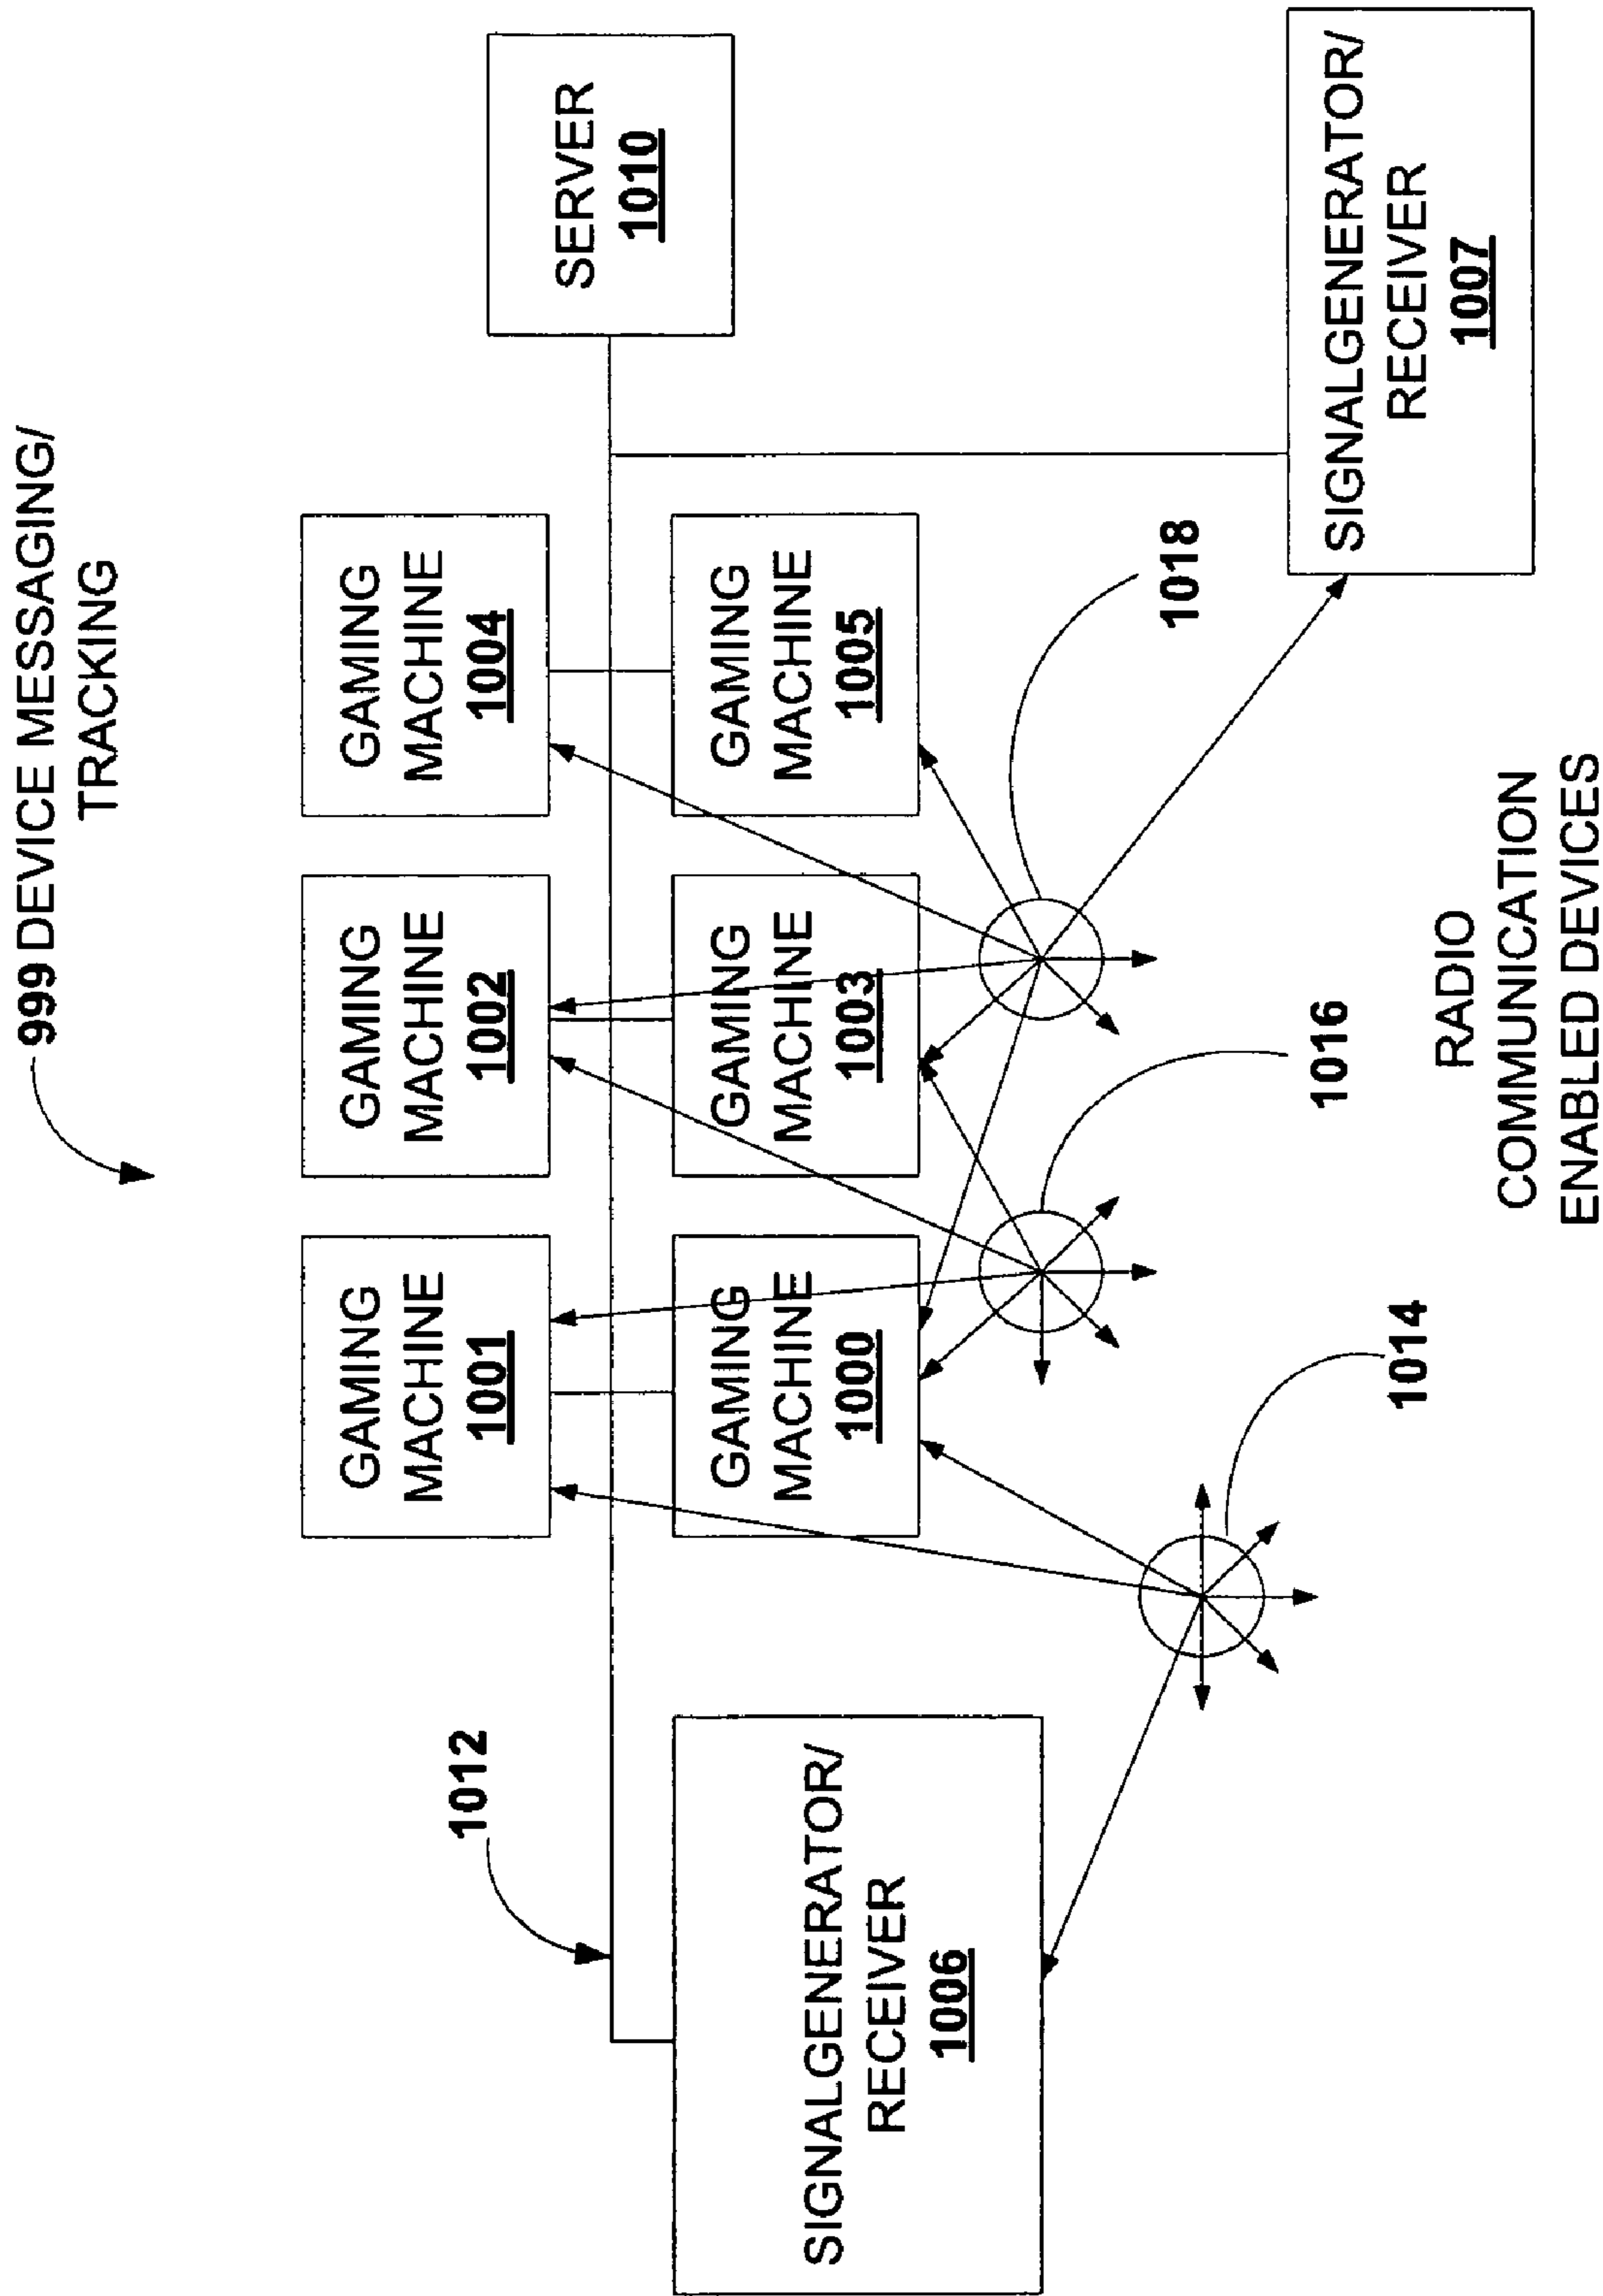 999 DEVICE MESSAGING/
TRACKING
GAMING
MACHINE
1001
GAMING
MACHINE
1002
GAMING
MACHINE
1004
SERVER
1010
1012
GAMING
MACHINE
1000
GAMING
MACHINE
1003
GAMING
MACHINE
1005
SIGNALGENERATOR/
RECEIVER
1006
1014
1016
1018
SIGNALGENERATOR/
RECEIVER
1007
RADIO
COMMUNICATION
ENABLED DEVICES